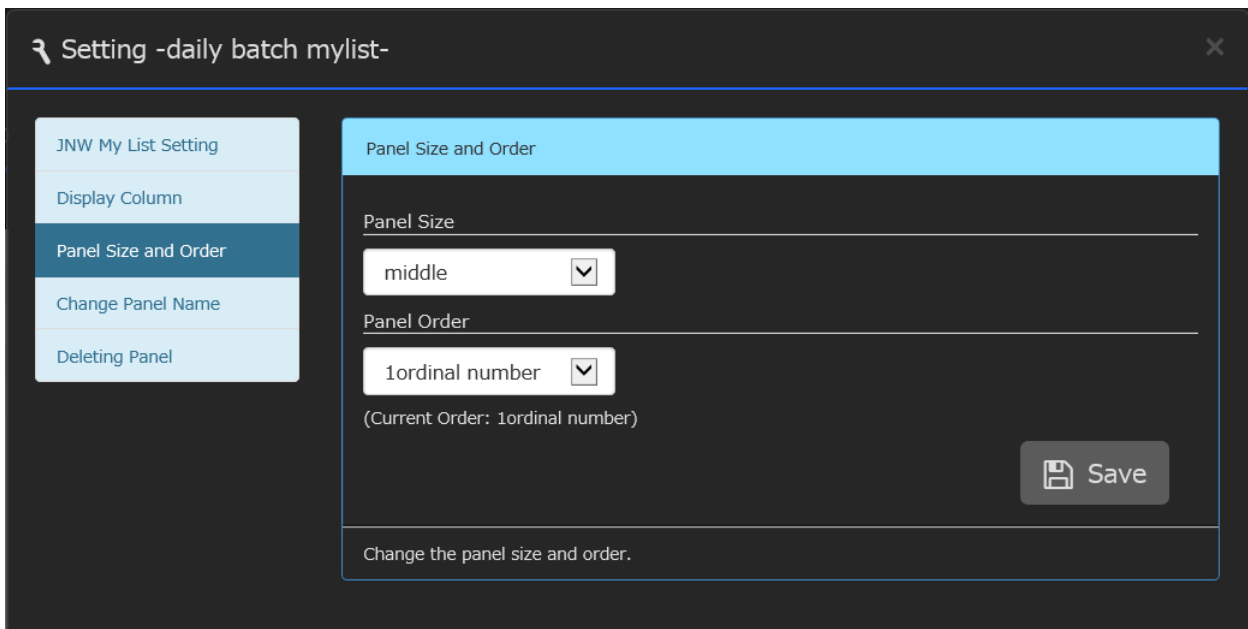 Setting -daily batch mylist-
JNW My List Setting
Display Column
Panel Size and Order
Change Panel Name
Deleting Panel
Panel Size and Order
Panel Size
middle
Panel Order
1ordinal number
(Current Order: 1ordinal number)
Save
Change the panel size and order.